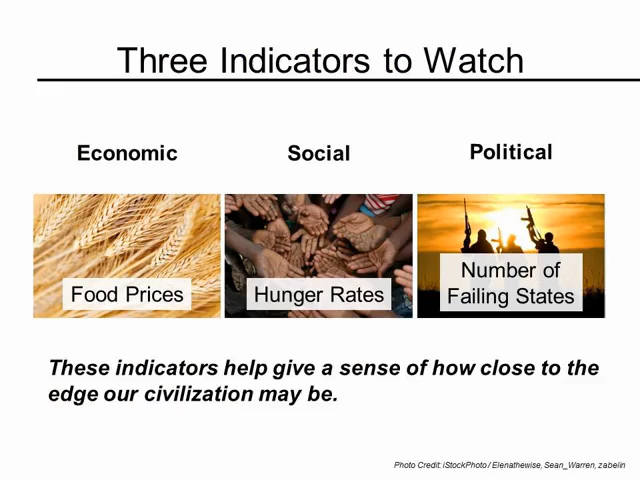 Three Indicators to Watch
Economic
Social
Political
Food Prices
Hunger Rates
Number of
Failing States
These indicators help give a sense of how close to the
edge our civilization may be.
Photo Credit: iStockPhoto / Elenathewise, Sean_Warren, zabelin